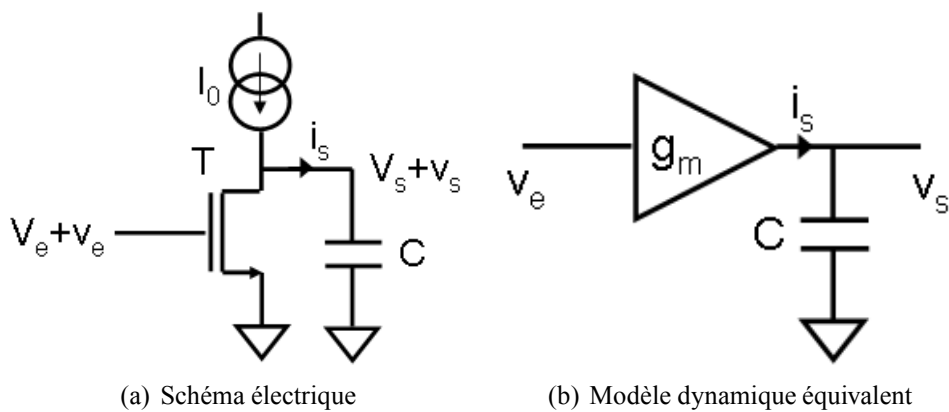 I₀
iₛ
T
Vₛ+vₛ
Vₑ+vₑ
C
iₛ
gₘ
vₑ
vₛ
C
(a) Schéma électrique
(b) Modèle dynamique équivalent